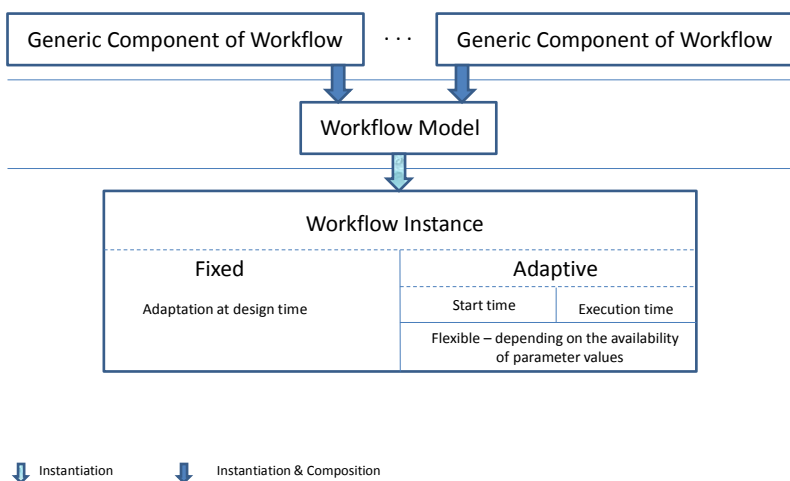 Generic Component of Workflow
. . .
Generic Component of Workflow
Workflow Model
Workflow Instance
Fixed
Adaptive
Adaptation at design time
Start time
Execution time
Flexible – depending on the availability
of parameter values
Instantiation
Instantiation & Composition